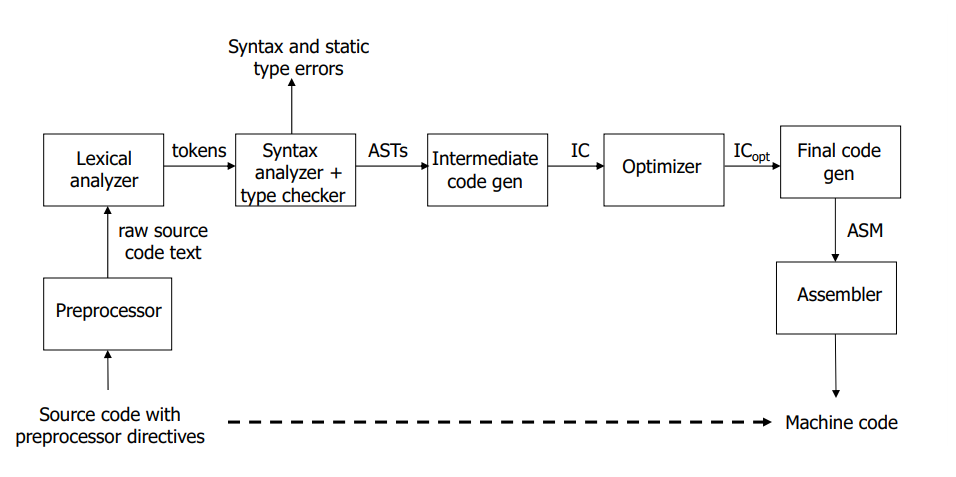 Syntax and static
type errors
Lexical
analyzer
tokens
Syntax
analyzer +
type checker
ASTs
Intermediate
code gen
IC
Optimizer
ICopt
Final code
gen
raw source
code text
ASM
Preprocessor
Assembler
Source code with
preprocessor directives
Machine code